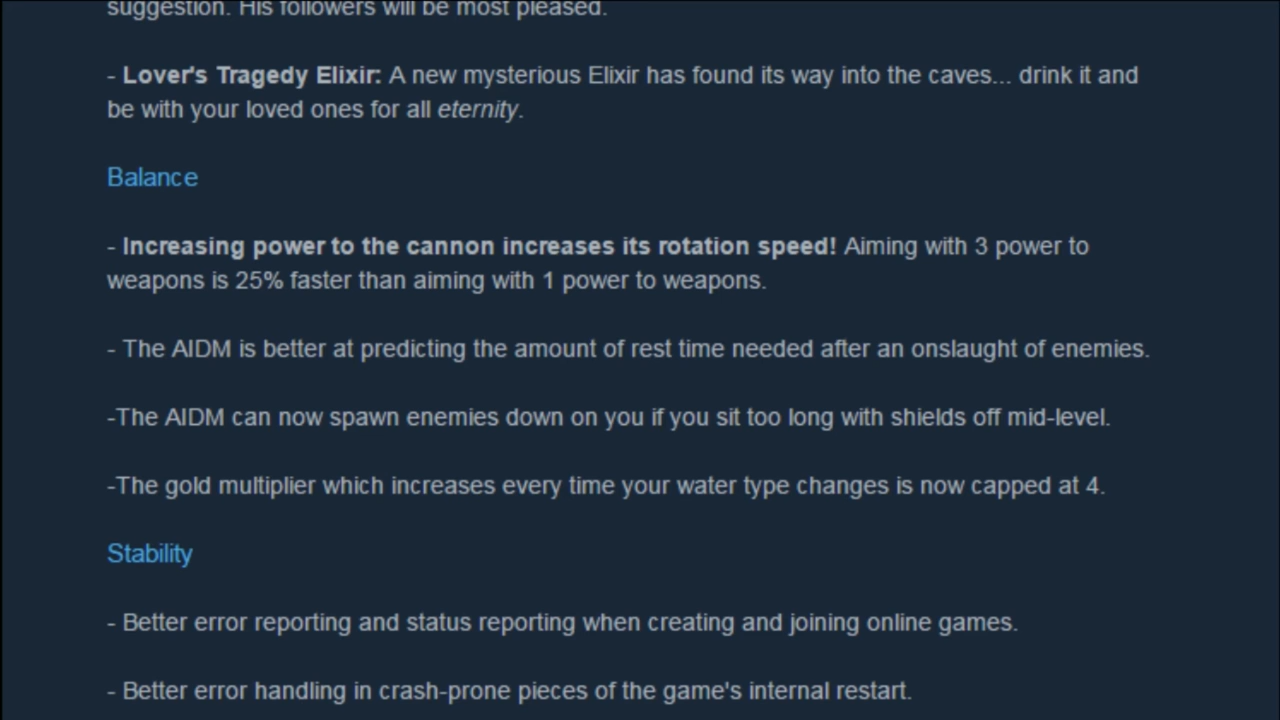 suggestion. His followers will be most pleased.
- Lover's Tragedy Elixir: A new mysterious Elixir has found its way into the caves... drink it and
be with your loved ones for all eternity.
Balance
- Increasing power to the cannon increases its rotation speed! Aiming with 3 power to
weapons is 25% faster than aiming with 1 power to weapons.
- The AIDM is better at predicting the amount of rest time needed after an onslaught of enemies.
-The AIDM can now spawn enemies down on you if you sit too long with shields off mid-level.
-The gold multiplier which increases every time your water type changes is now capped at 4.
Stability
- Better error reporting and status reporting when creating and joining online games.
- Better error handling in crash-prone pieces of the game's internal restart.